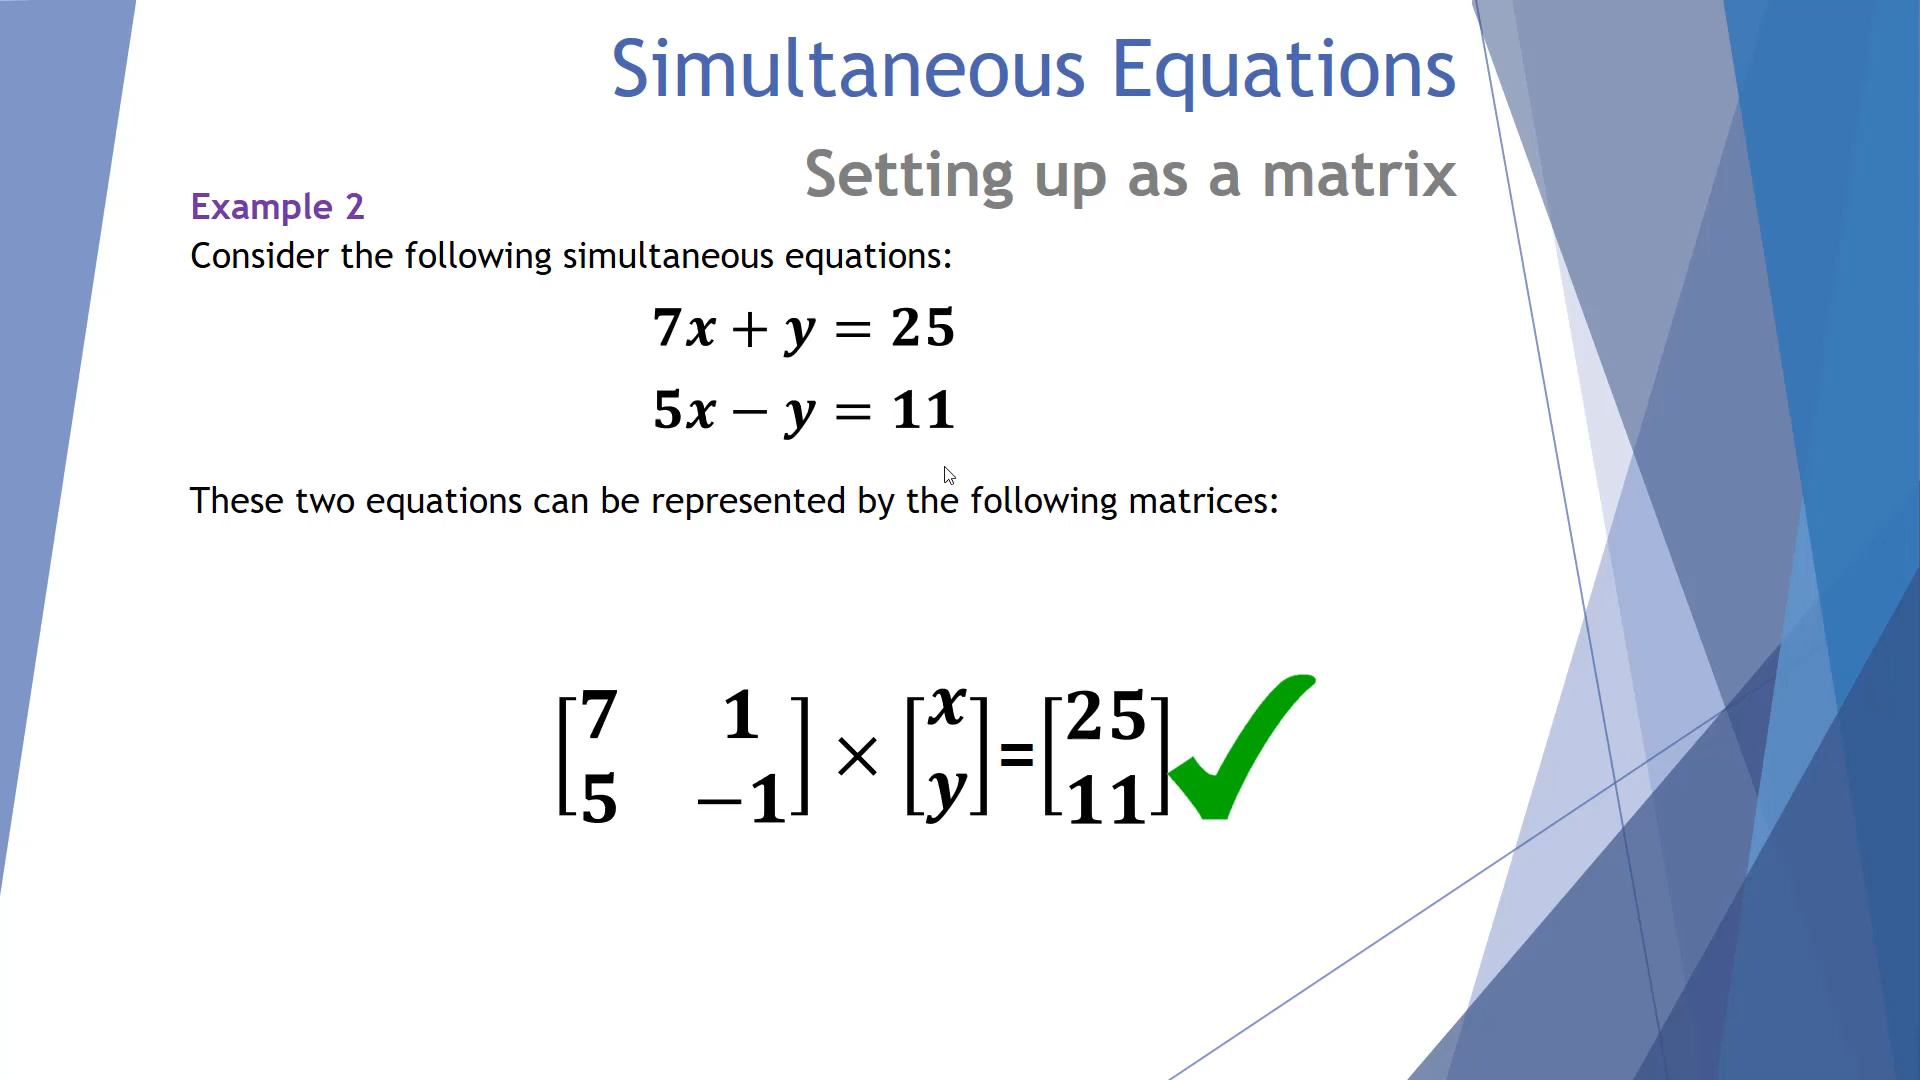 Simultaneous Equations
Setting up as a matrix
Example 2
Consider the following simultaneous equations:
7x + y = 25
5x − y = 11
These two equations can be represented by the following matrices:
[7 1] × [x] = [25]
[5 −1] [y] [11]